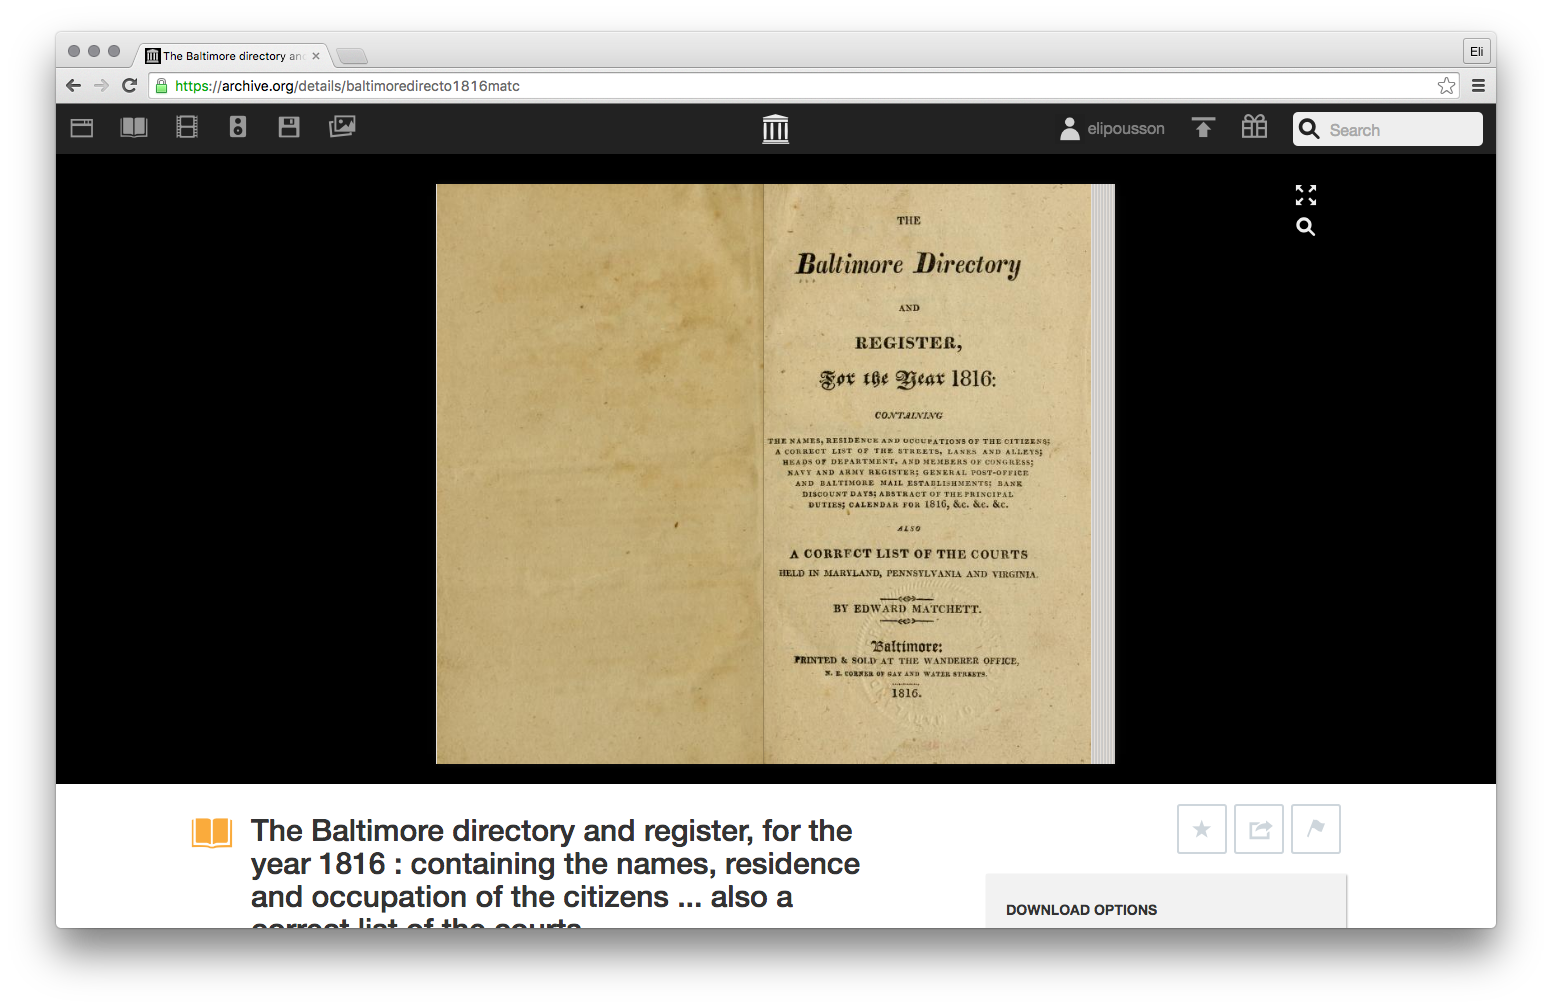 The Baltimore directory an
Eli
https://archive.org/details/baltimoredirecto1816matc
elipousson
Search
THE
Baltimore Directory
AND
REGISTER,
For the Year 1816:
CONTAINING
THE NAMES, RESIDENCE AND OCCUPATIONS OF THE CITIZENS;
A CORRECT LIST OF THE STREETS, LANES AND ALLEYS;
HEADS OF DEPARTMENT, AND MEMBERS OF CONGRESS;
NAVY AND ARMY REGISTER; GENERAL POST-OFFICE
AND BALTIMORE MAIL ESTABLISHMENTS; BANK
DISCOUNT DAYS; ABSTRACT OF THE PRINCIPAL
DUTIES; CALENDAR FOR 1816, &c. &c. &c.
ALSO
A CORRECT LIST OF THE COURTS
HELD IN MARYLAND, PENNSYLVANIA AND VIRGINIA.
BY EDWARD MATCHETT.
Baltimore:
PRINTED & SOLD AT THE WANDERER OFFICE,
N. E. CORNER OF GAY AND WATER STREETS.
1816.
The Baltimore directory and register, for the
year 1816 : containing the names, residence
and occupation of the citizens ... also a
correct list of the courts
DOWNLOAD OPTIONS